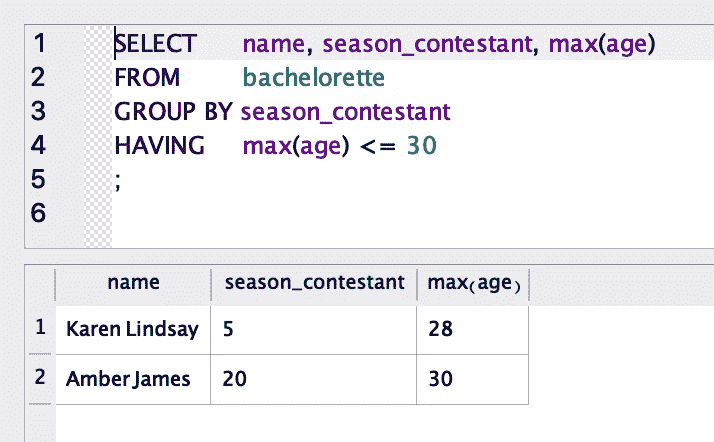 1 SELECT name, season_contestant, max(age)
2 FROM bachelorette
3 GROUP BY season_contestant
4 HAVING max(age) <= 30
5 ;
6
name season_contestant max(age)
1 Karen Lindsay 5 28
2 Amber James 20 30